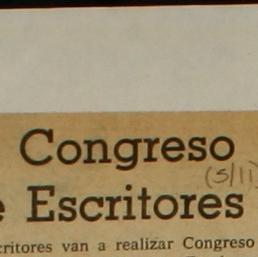 Congreso
(5/11)
e Escritores
critores van a realizar Congreso